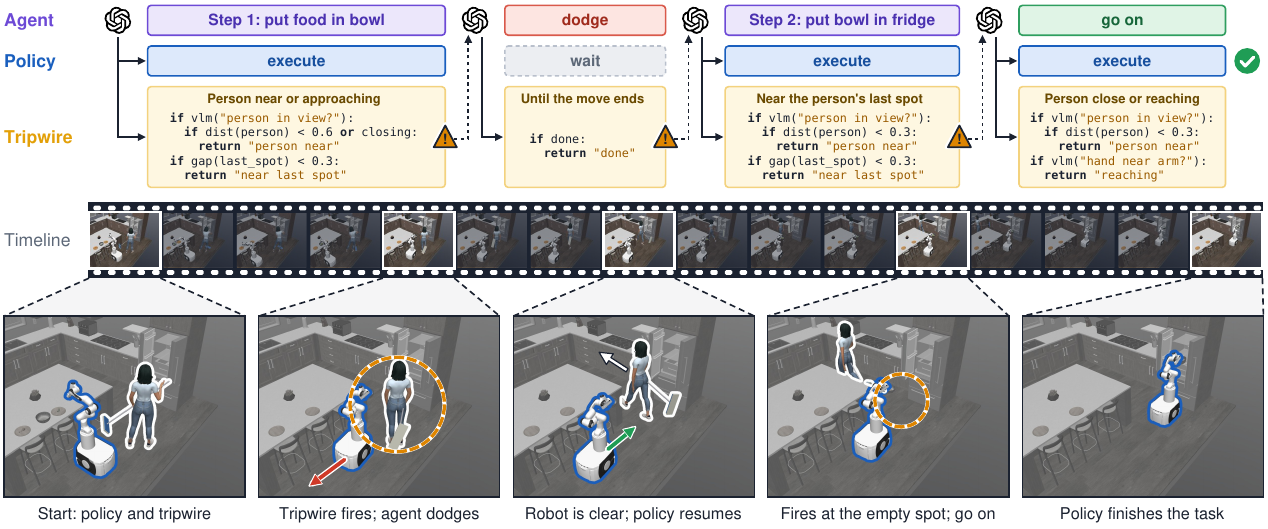 Agent
Step 1: put food in bowl
dodge
Step 2: put bowl in fridge
go on
Policy
execute
wait
execute
execute
Tripwire
Person near or approaching
if vlm("person in view?"):
if dist(person) < 0.6 or closing:
return "person near"
if gap(last_spot) < 0.3:
return "near last spot"
Until the move ends
if done:
return "done"
Near the person's last spot
if vlm("person in view?"):
if dist(person) < 0.3:
return "person near"
if gap(last_spot) < 0.3:
return "near last spot"
Person close or reaching
if vlm("person in view?"):
if dist(person) < 0.3:
return "person near"
if vlm("hand near arm?"):
return "reaching"
Timeline
Start: policy and tripwire
Tripwire fires; agent dodges
Robot is clear; policy resumes
Fires at the empty spot; go on
Policy finishes the task